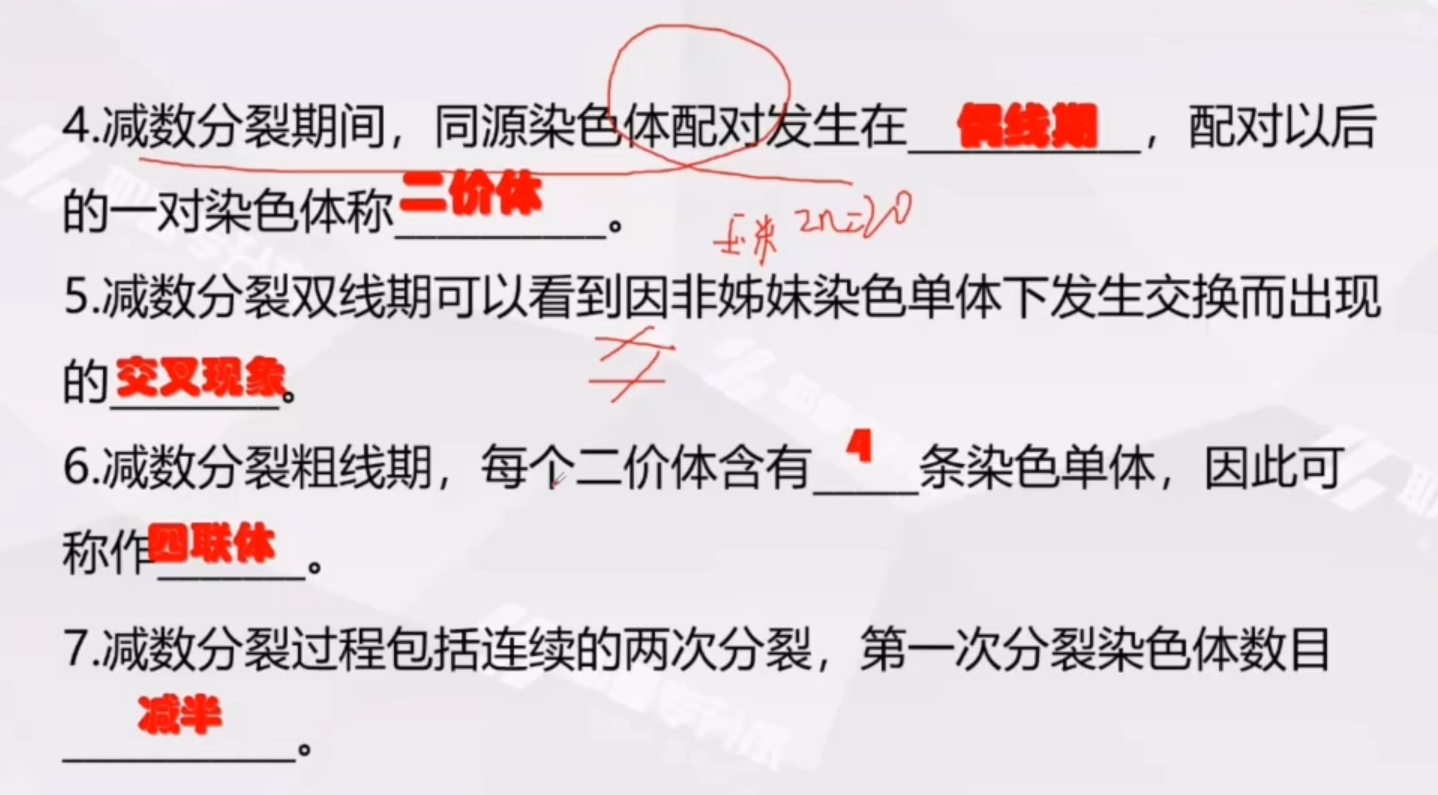 4.减数分裂期间，同源染色体配对发生在偶线期，配对以后
的一对染色体称二价体。
玉米 2n=20
5.减数分裂双线期可以看到因非姊妹染色单体下发生交换而出现
的交叉现象。
6.减数分裂粗线期，每个二价体含有4条染色单体，因此可
称作四联体。
7.减数分裂过程包括连续的两次分裂，第一次分裂染色体数目
减半。